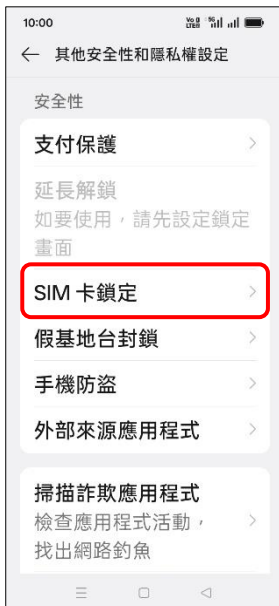 10:00
其他安全性和隱私權設定
安全性
支付保護
延長解鎖
如要使用，請先設定鎖定
畫面
SIM 卡鎖定
假基地台封鎖
手機防盜
外部來源應用程式
掃描詐欺應用程式
檢查應用程式活動，
找出網路釣魚